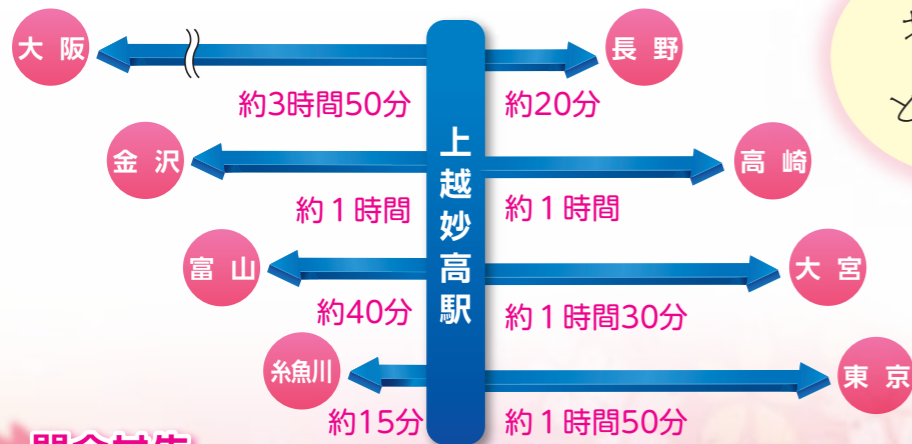 大阪
長野
約3時間50分
約20分
金沢
高崎
約1時間
約1時間
上越妙高駅
富山
大宮
約40分
約1時間30分
糸魚川
東京
約15分
約1時間50分